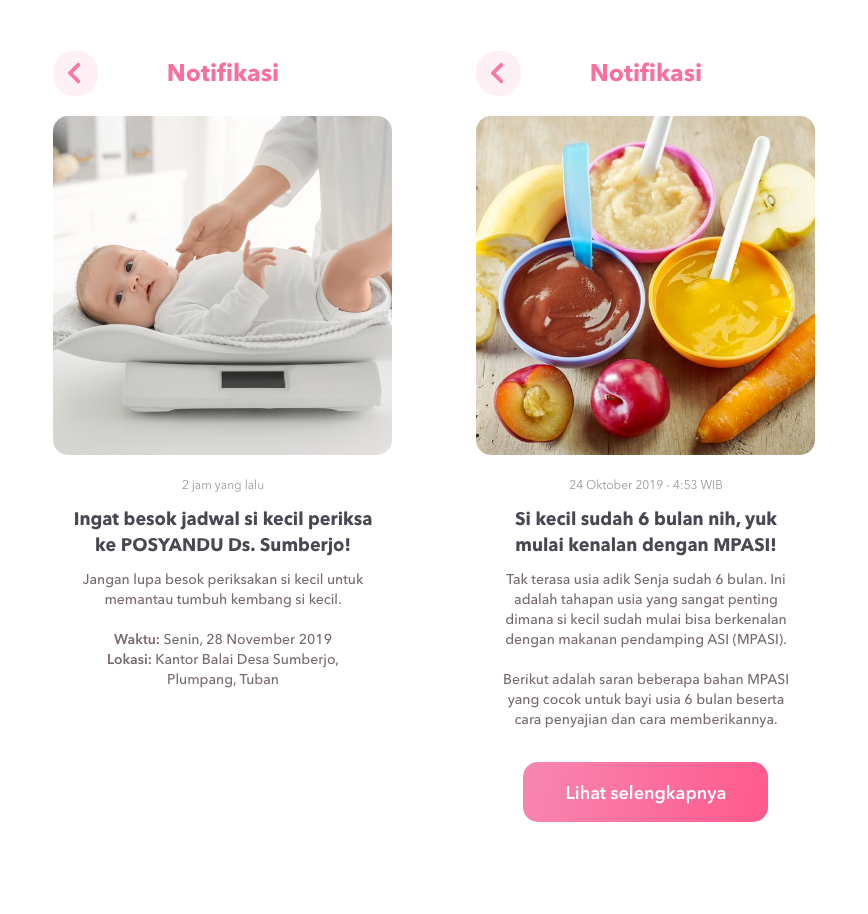 Notifikasi
2 jam yang lalu
Ingat besok jadwal si kecil periksa
ke POSYANDU Ds. Sumberjo!
Jangan lupa besok periksakan si kecil untuk
memantau tumbuh kembang si kecil.
Waktu: Senin, 28 November 2019
Lokasi: Kantor Balai Desa Sumberjo,
Plumpang, Tuban
Notifikasi
24 Oktober 2019 - 4:53 WIB
Si kecil sudah 6 bulan nih, yuk
mulai kenalan dengan MPASI!
Tak terasa usia adik Senja sudah 6 bulan. Ini
adalah tahapan usia yang sangat penting
dimana si kecil sudah mulai bisa berkenalan
dengan makanan pendamping ASI (MPASI).
Berikut adalah saran beberapa bahan MPASI
yang cocok untuk bayi usia 6 bulan beserta
cara penyajian dan cara memberikannya.
Lihat selengkapnya